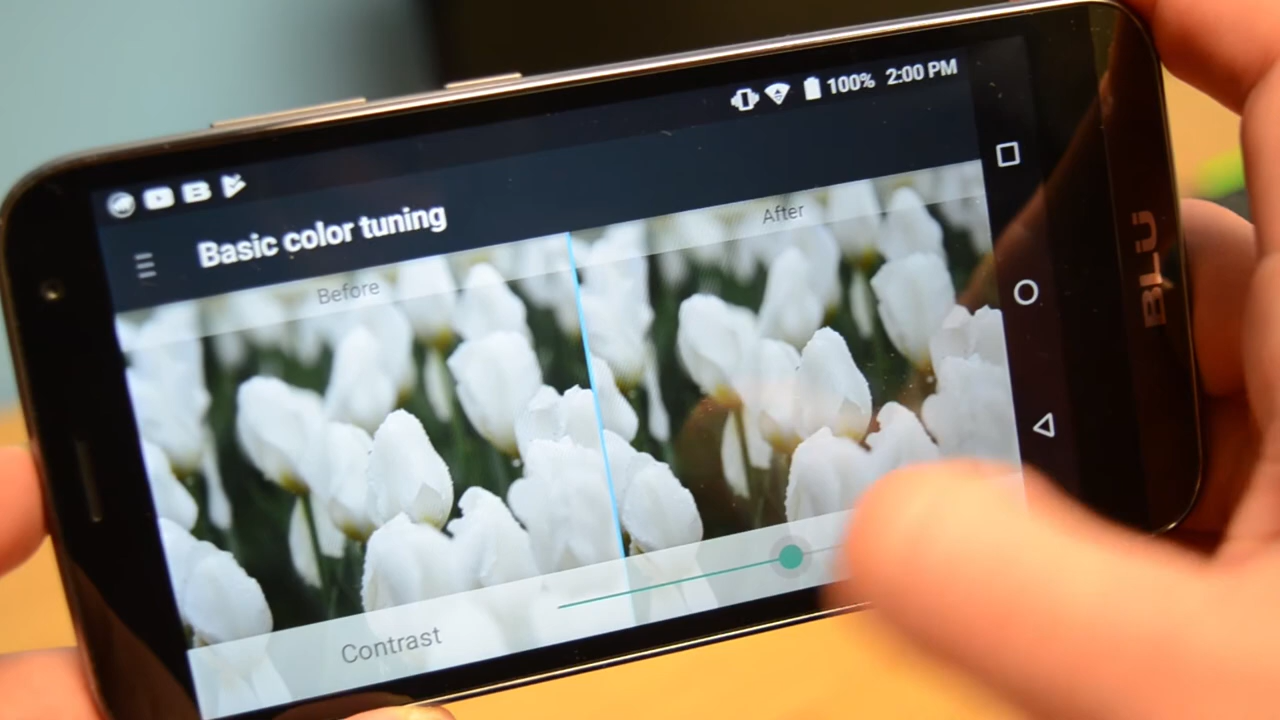 100% 2:00 PM
Basic color tuning
Before
After
Contrast
BLU